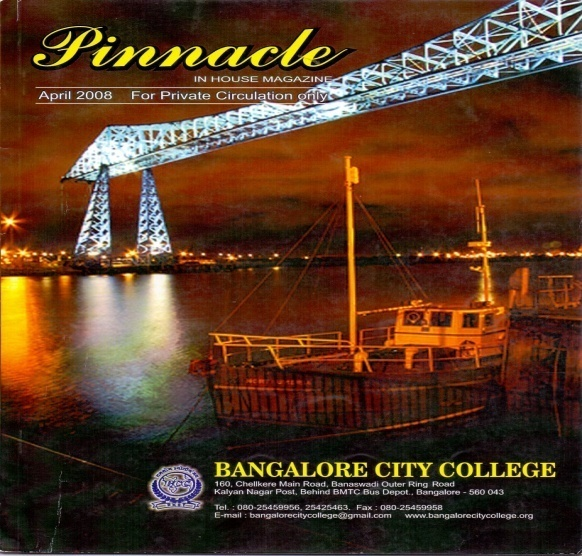 Pinnacle
IN HOUSE MAGAZINE
April 2008 For Private Circulation only
BANGALORE CITY COLLEGE
160, Chellkere Main Road, Banaswadi Outer Ring Road
Kalyan Nagar Post, Behind BMTC Bus Depot., Bangalore - 560 043
Tel. : 080-25459956, 25425463. Fax : 080-25459958
E-mail : bangalorecitycollege@gmail.com www.bangalorecitycollege.org